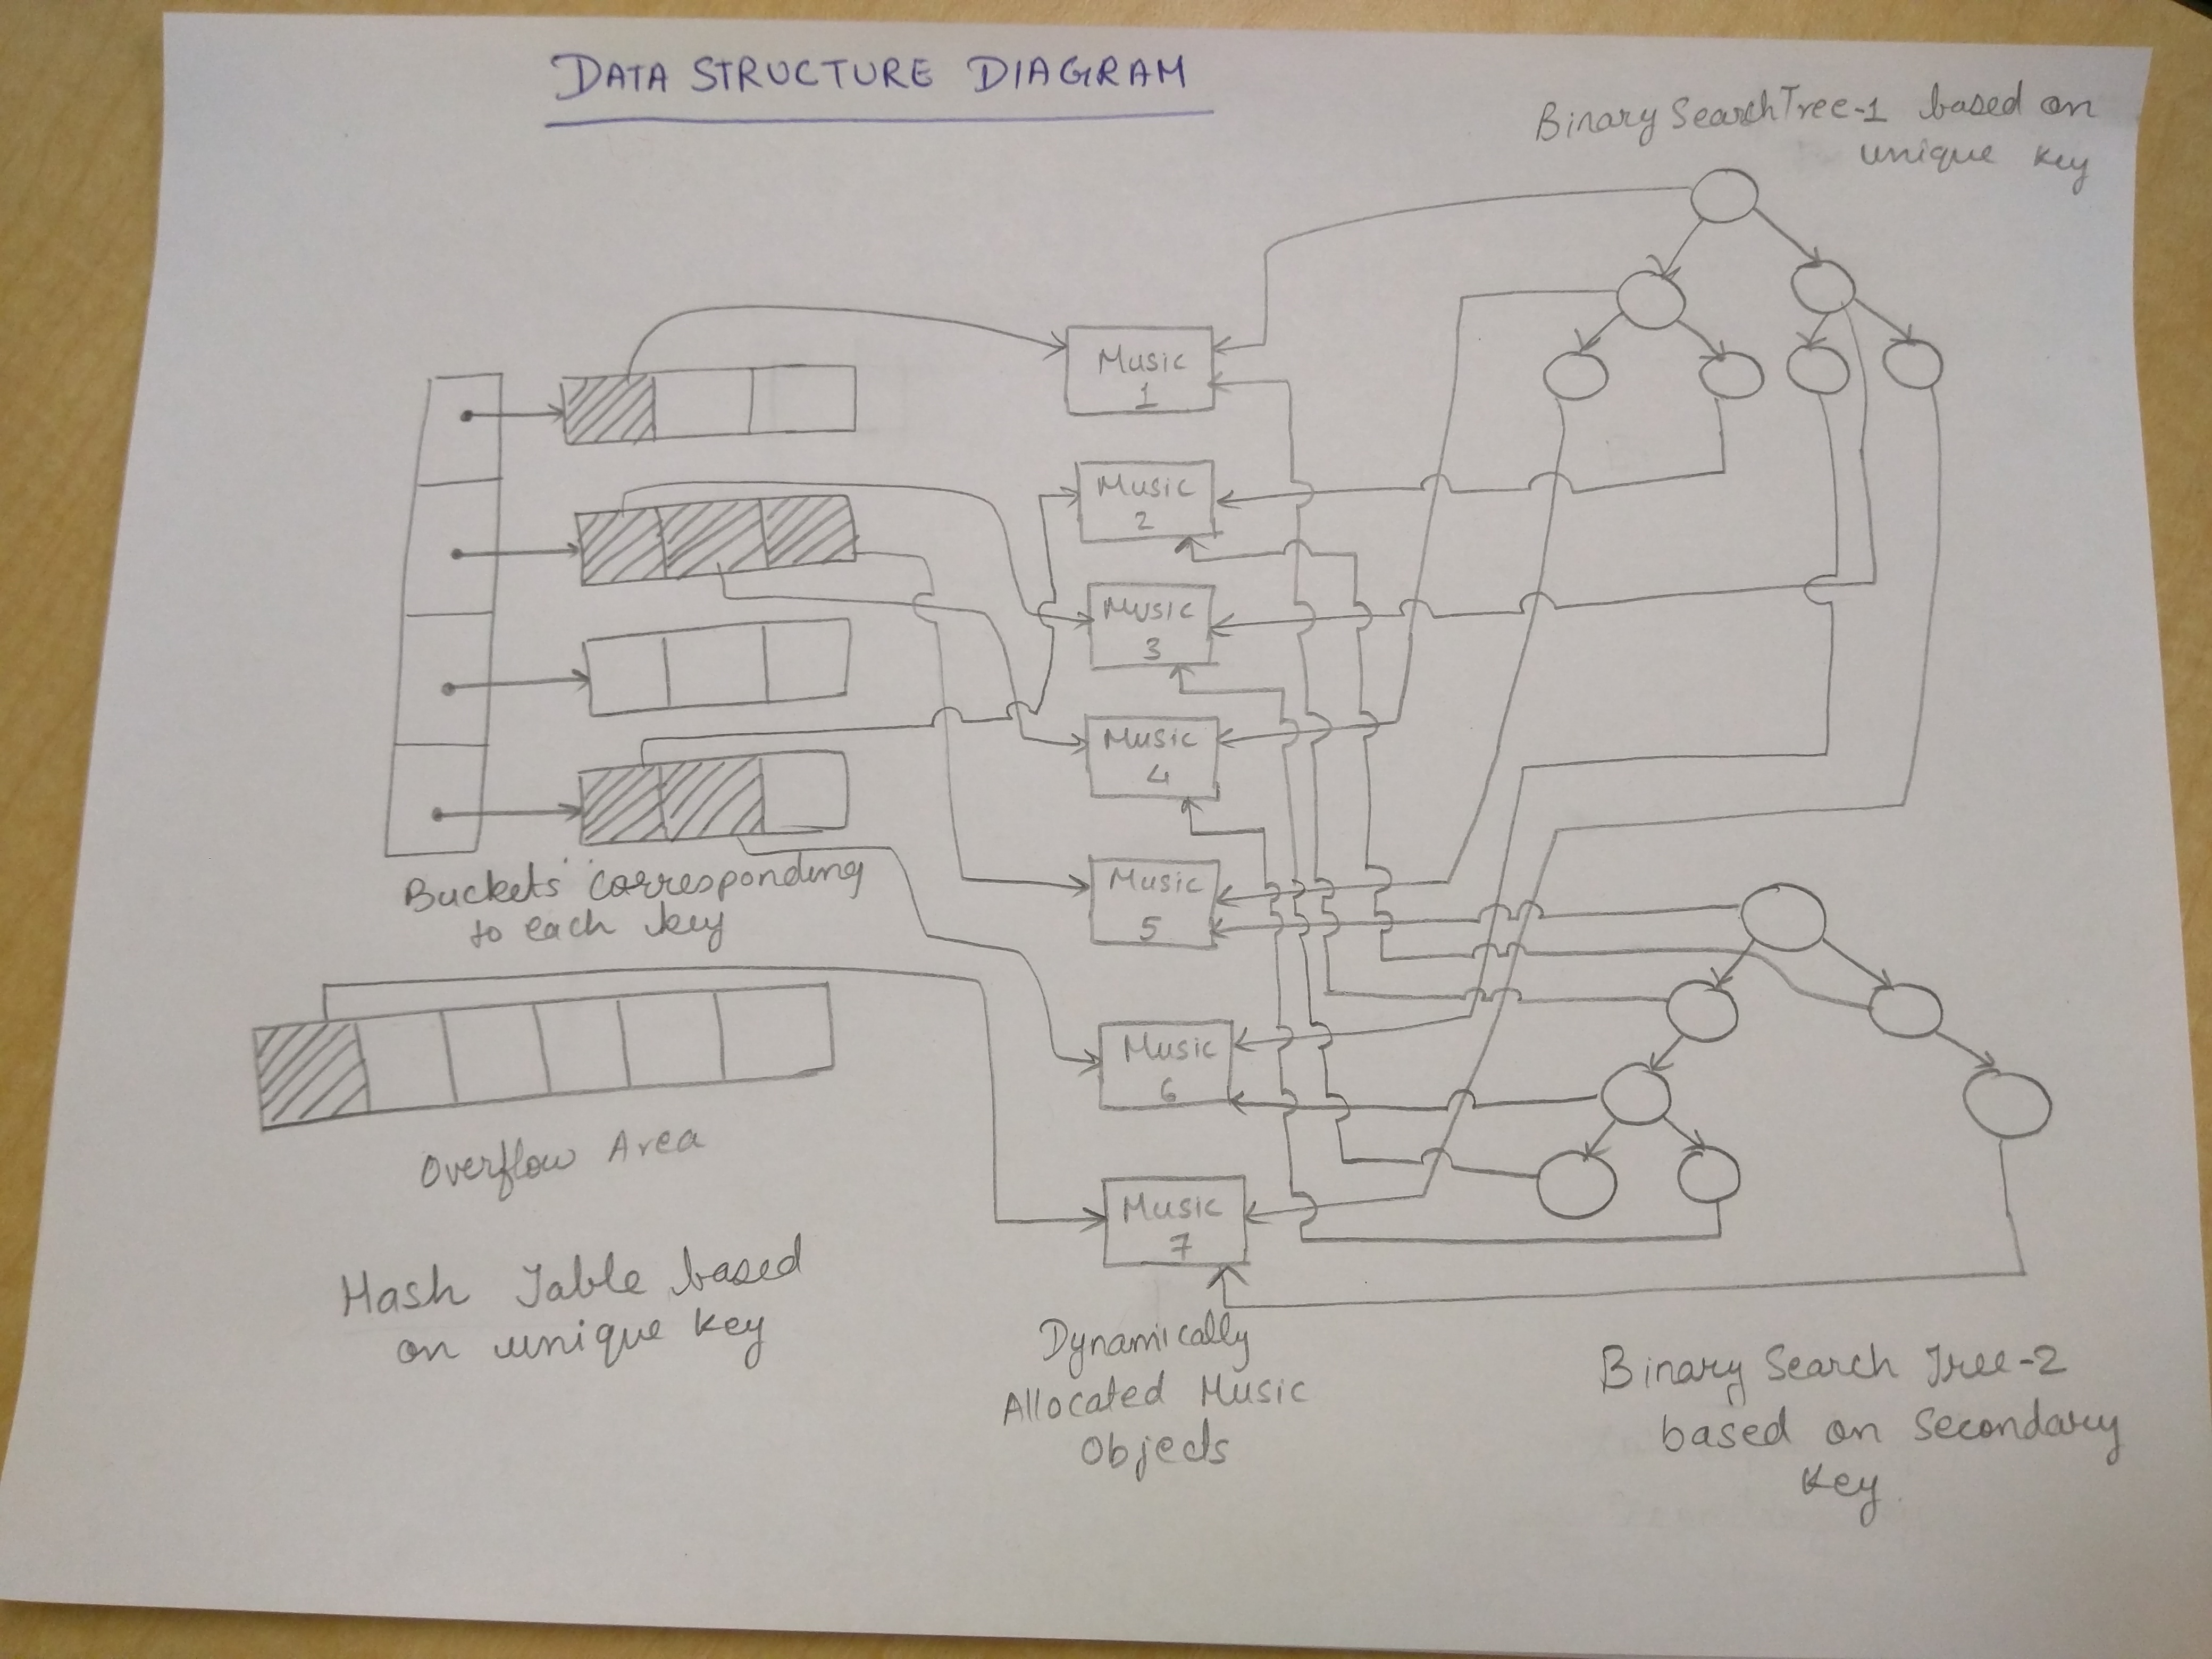 DATA STRUCTURE DIAGRAM
Binary SearchTree-1 based on
unique key
Music
1
Music
2
Music
3
Music
4
Music
5
Music
6
Music
7
Buckets corresponding
to each key
Overflow Area
Hash Table based
on unique key
Dynamically
Allocated Music
Objects
Binary Search Tree-2
based on Secondary
key